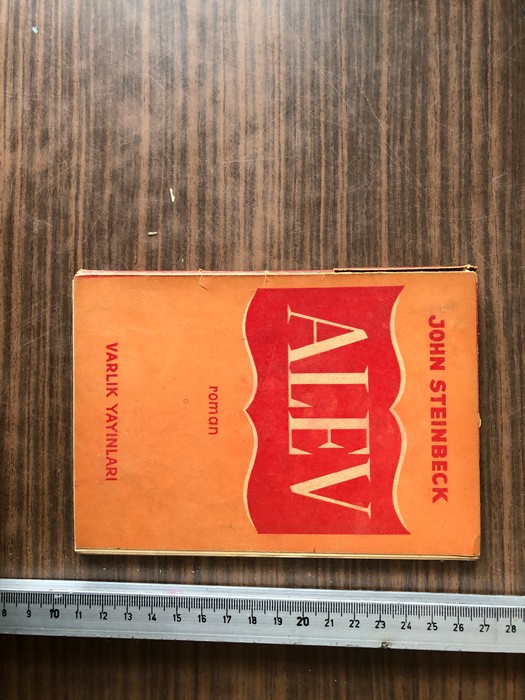 JOHN STEINBECK
ALEV
roman
VARLIK YAYINLARI
8 9 10 11 12 13 14 15 16 17 18 19 20 21 22 23 24 25 26 27 28